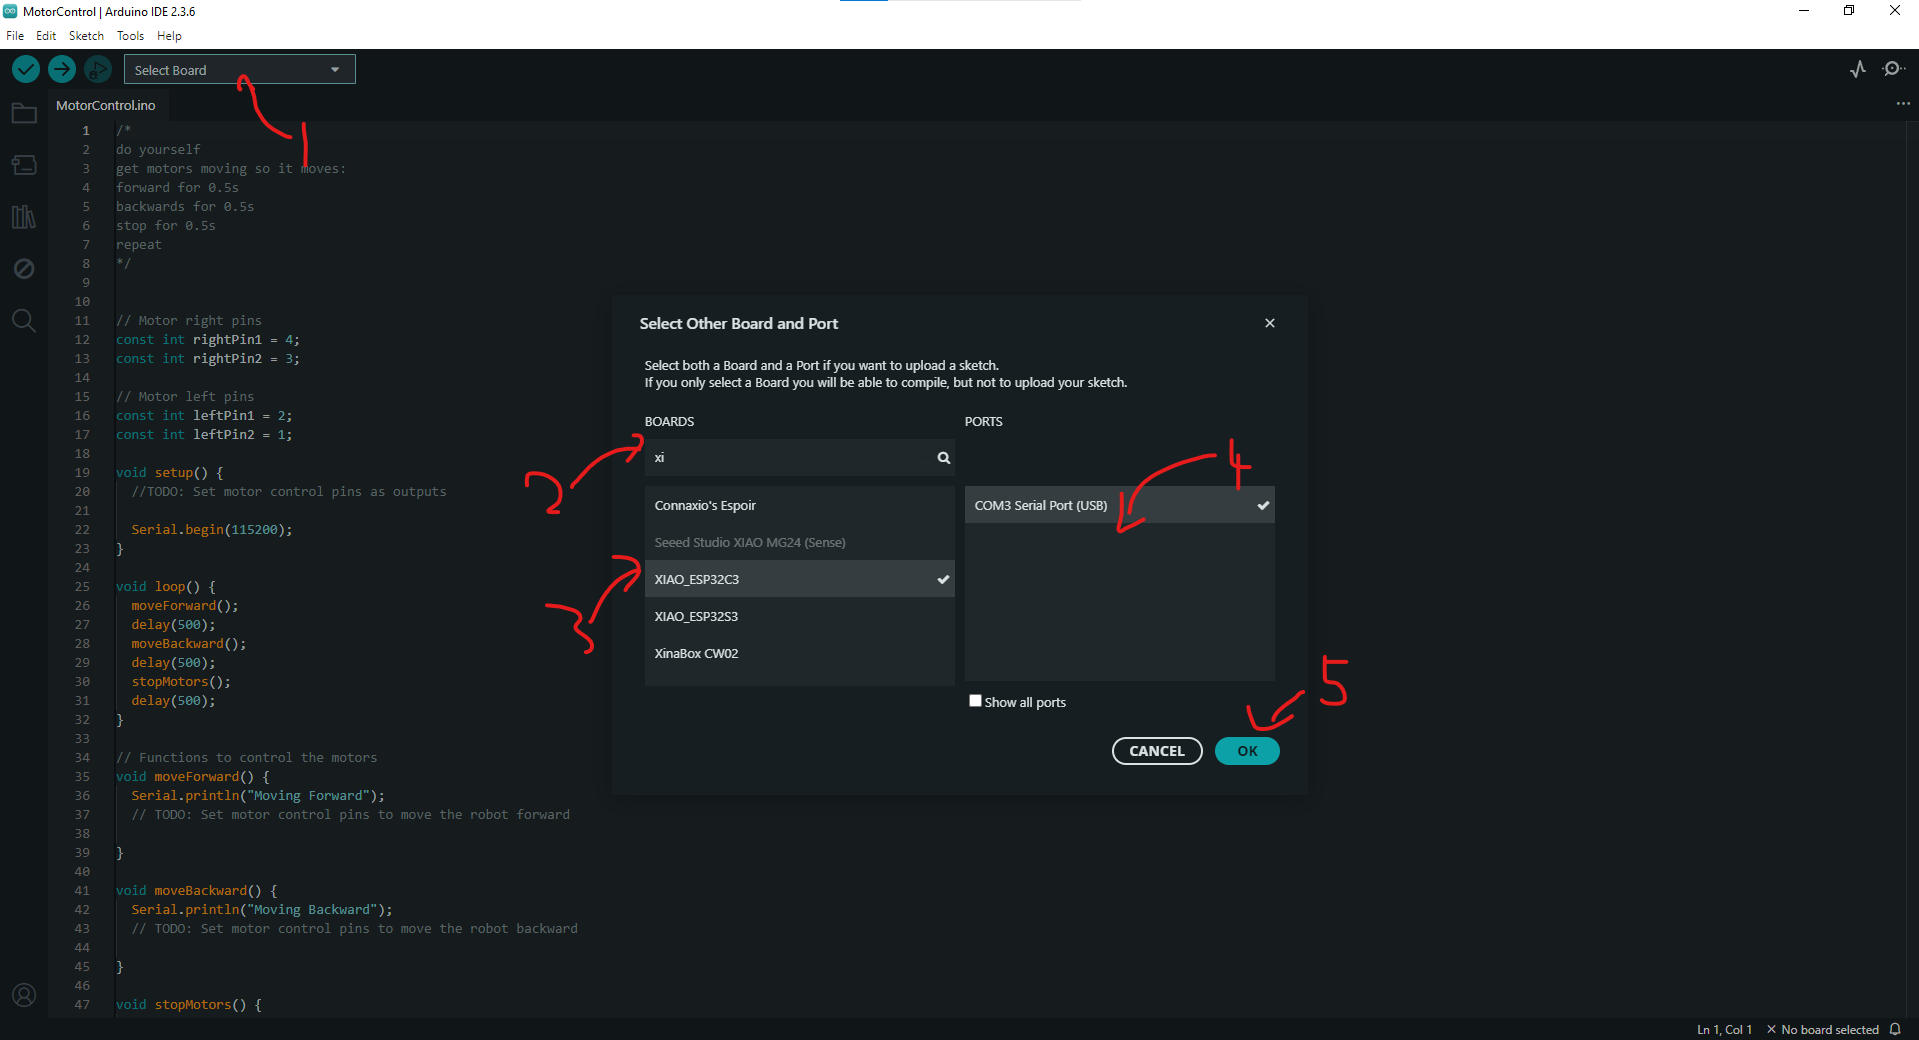 MotorControl | Arduino IDE 2.3.6
File Edit Sketch Tools Help
Select Board
1
MotorControl.ino
1 /*
2 do yourself
3 get motors moving so it moves:
4 forward for 0.5s
5 backwards for 0.5s
6 stop for 0.5s
7 repeat
8 */
9
10
11 // Motor right pins
12 const int rightPin1 = 4;
13 const int rightPin2 = 3;
14
15 // Motor left pins
16 const int leftPin1 = 2;
17 const int leftPin2 = 1;
18
19 void setup() {
20 //TODO: Set motor control pins as outputs
21
22 Serial.begin(115200);
23 }
24
25 void loop() {
26 moveForward();
27 delay(500);
28 moveBackward();
29 delay(500);
30 stopMotors();
31 delay(500);
32 }
33
34 // Functions to control the motors
35 void moveForward() {
36 Serial.println("Moving Forward");
37 // TODO: Set motor control pins to move the robot forward
38
39 }
40
41 void moveBackward() {
42 Serial.println("Moving Backward");
43 // TODO: Set motor control pins to move the robot backward
44
45 }
46
47 void stopMotors() {
Select Other Board and Port
Select both a Board and a Port if you want to upload a sketch.
If you only select a Board you will be able to compile, but not to upload your sketch.
BOARDS
2
xi
Connaxio's Espoir
Seeed Studio XIAO MG24 (Sense)
3
XIAO_ESP32C3
XIAO_ESP32S3
XinaBox CW02
PORTS
4
COM3 Serial Port (USB)
Show all ports
5
CANCEL OK
Ln 1, Col 1 No board selected